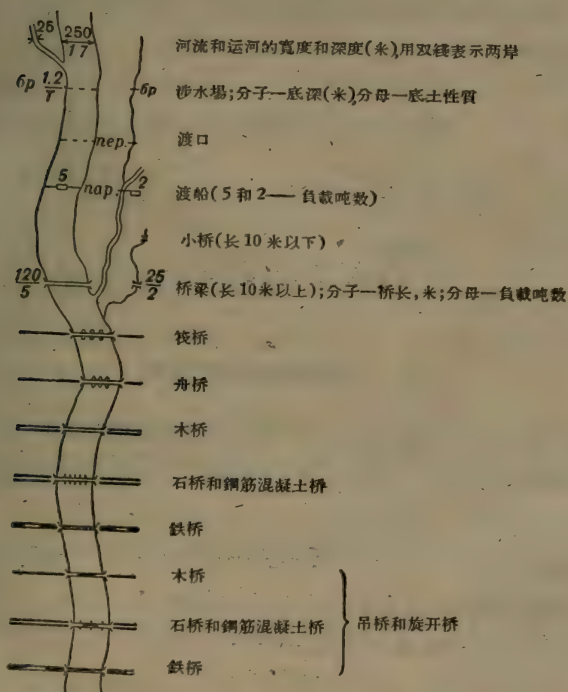 26 250 河流和运河的寬度和深度(米),用双綫表示两岸
17
бр 1.2 бр 涉水場;分子—底深(米),分母—底土性質
Т
пер. 渡口
5 пар. 2 渡船(5和2——負載吨数)
小桥(长10米以下)
120 25 桥梁(长10米以上);分子—桥长,米;分母—負載吨数
5 2
筏桥
舟桥
木桥
石桥和鋼筋混凝土桥
鉄桥
木桥
石桥和鋼筋混凝土桥 吊桥和旋开桥
鉄桥